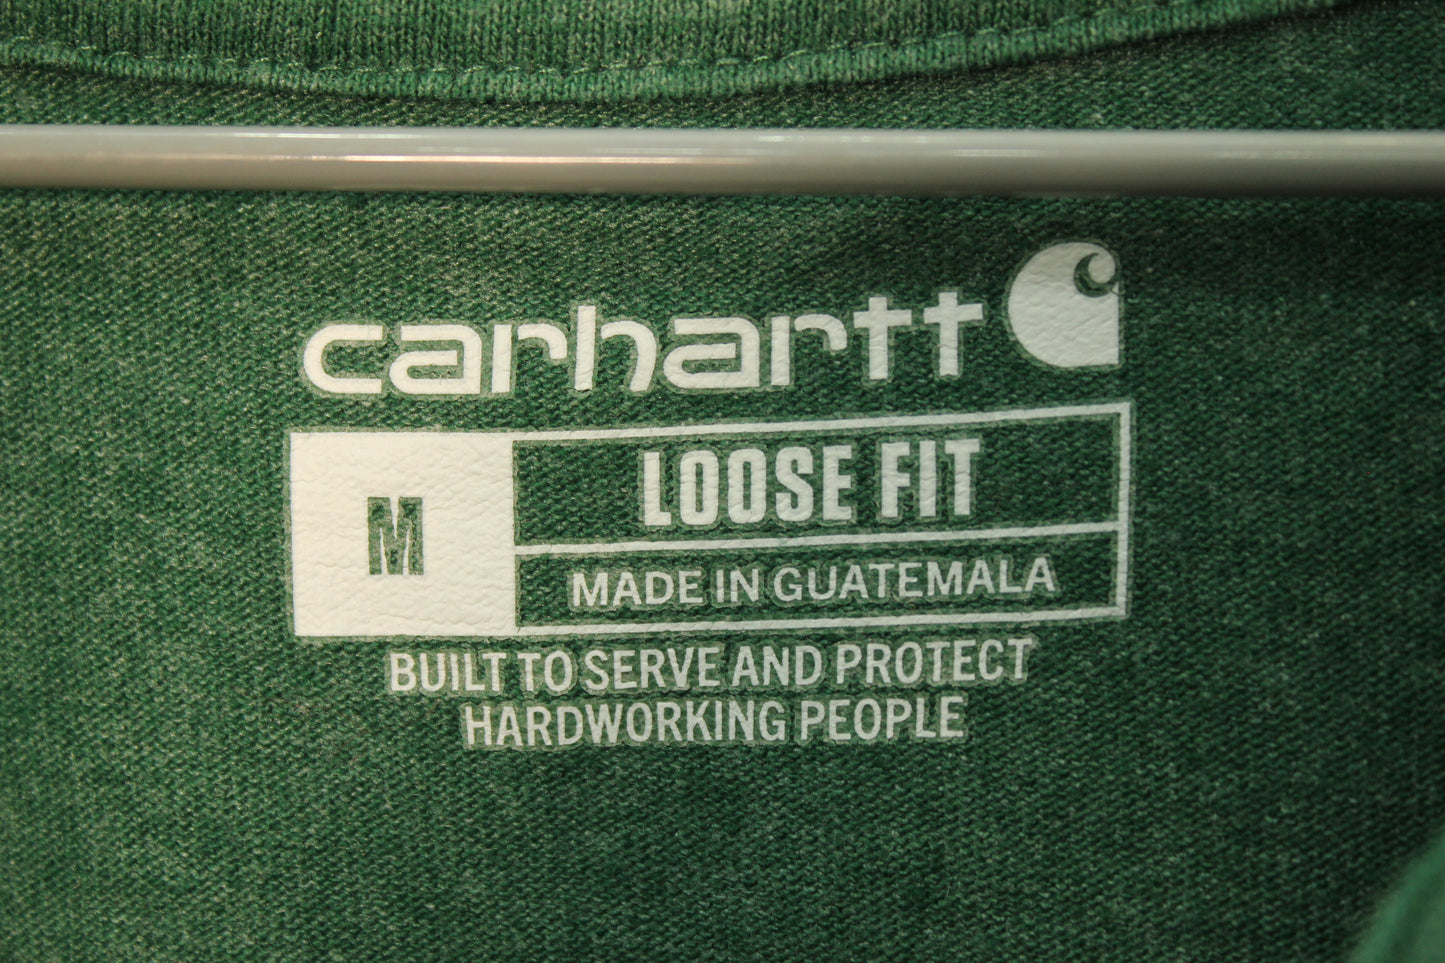 carhartt
M
LOOSE FIT
MADE IN GUATEMALA
BUILT TO SERVE AND PROTECT
HARDWORKING PEOPLE